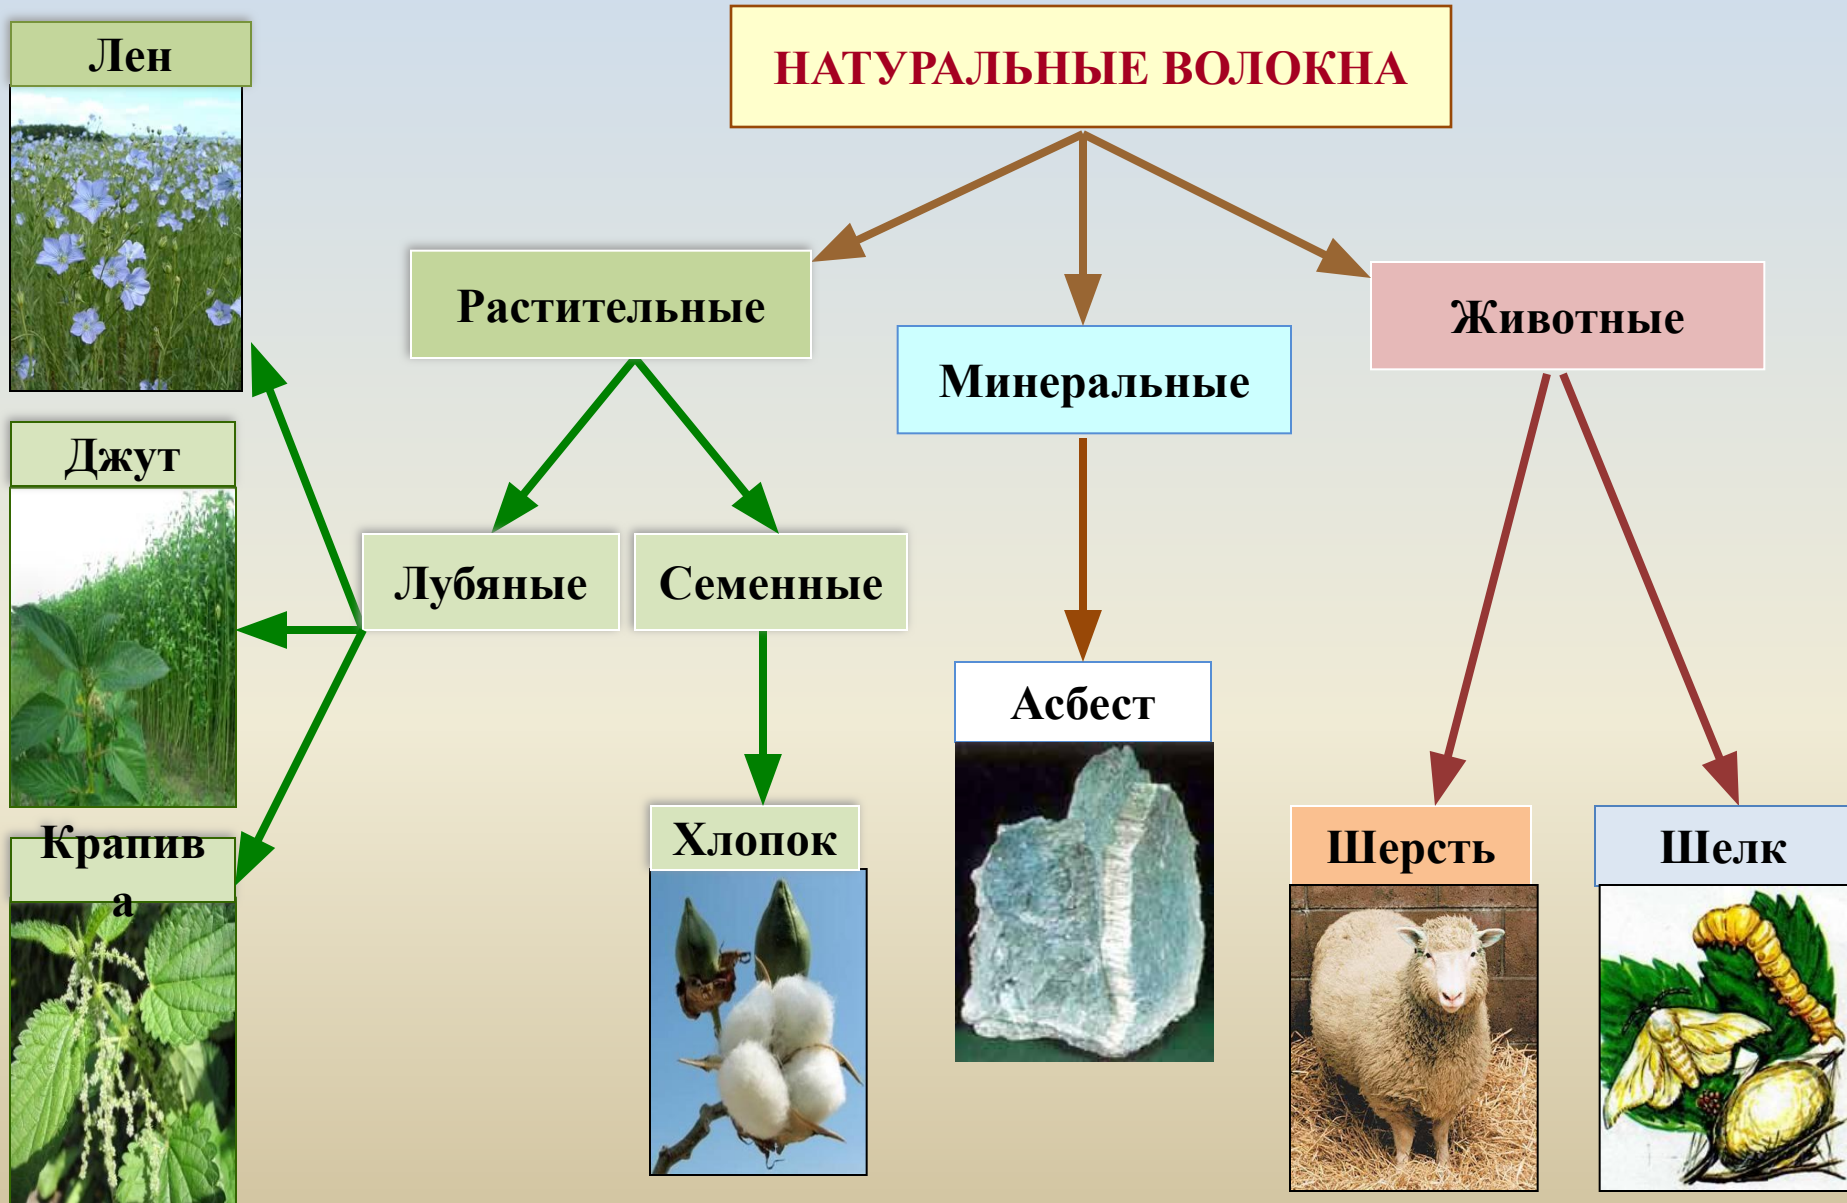 НАТУРАЛЬНЫЕ ВОЛОКНА
Лен
Растительные
Минеральные
Животные
Джут
Лубяные
Семенные
Асбест
Крапив
а
Хлопок
Шерсть
Шелк